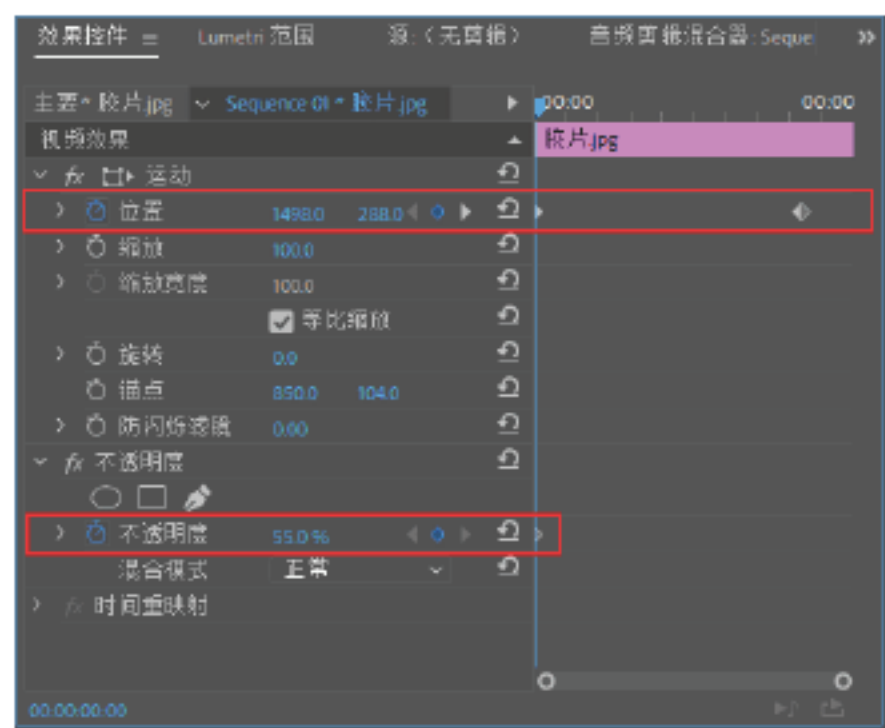 效果控件 Lumetri 范围 源:（无剪辑） 音频剪辑混合器: Seque
主要* 胶片.jpg Sequence 01 * 胶片.jpg 00:00 00:00
视频效果 胶片.jpg
fx 运动
位置 1498.0 288.0
缩放 100.0
缩放宽度 100.0
等比缩放
旋转 0.0
锚点 850.0 104.0
防闪烁滤镜 0.00
fx 不透明度
不透明度 55.0 %
混合模式 正常
fx 时间重映射
00:00:00:00